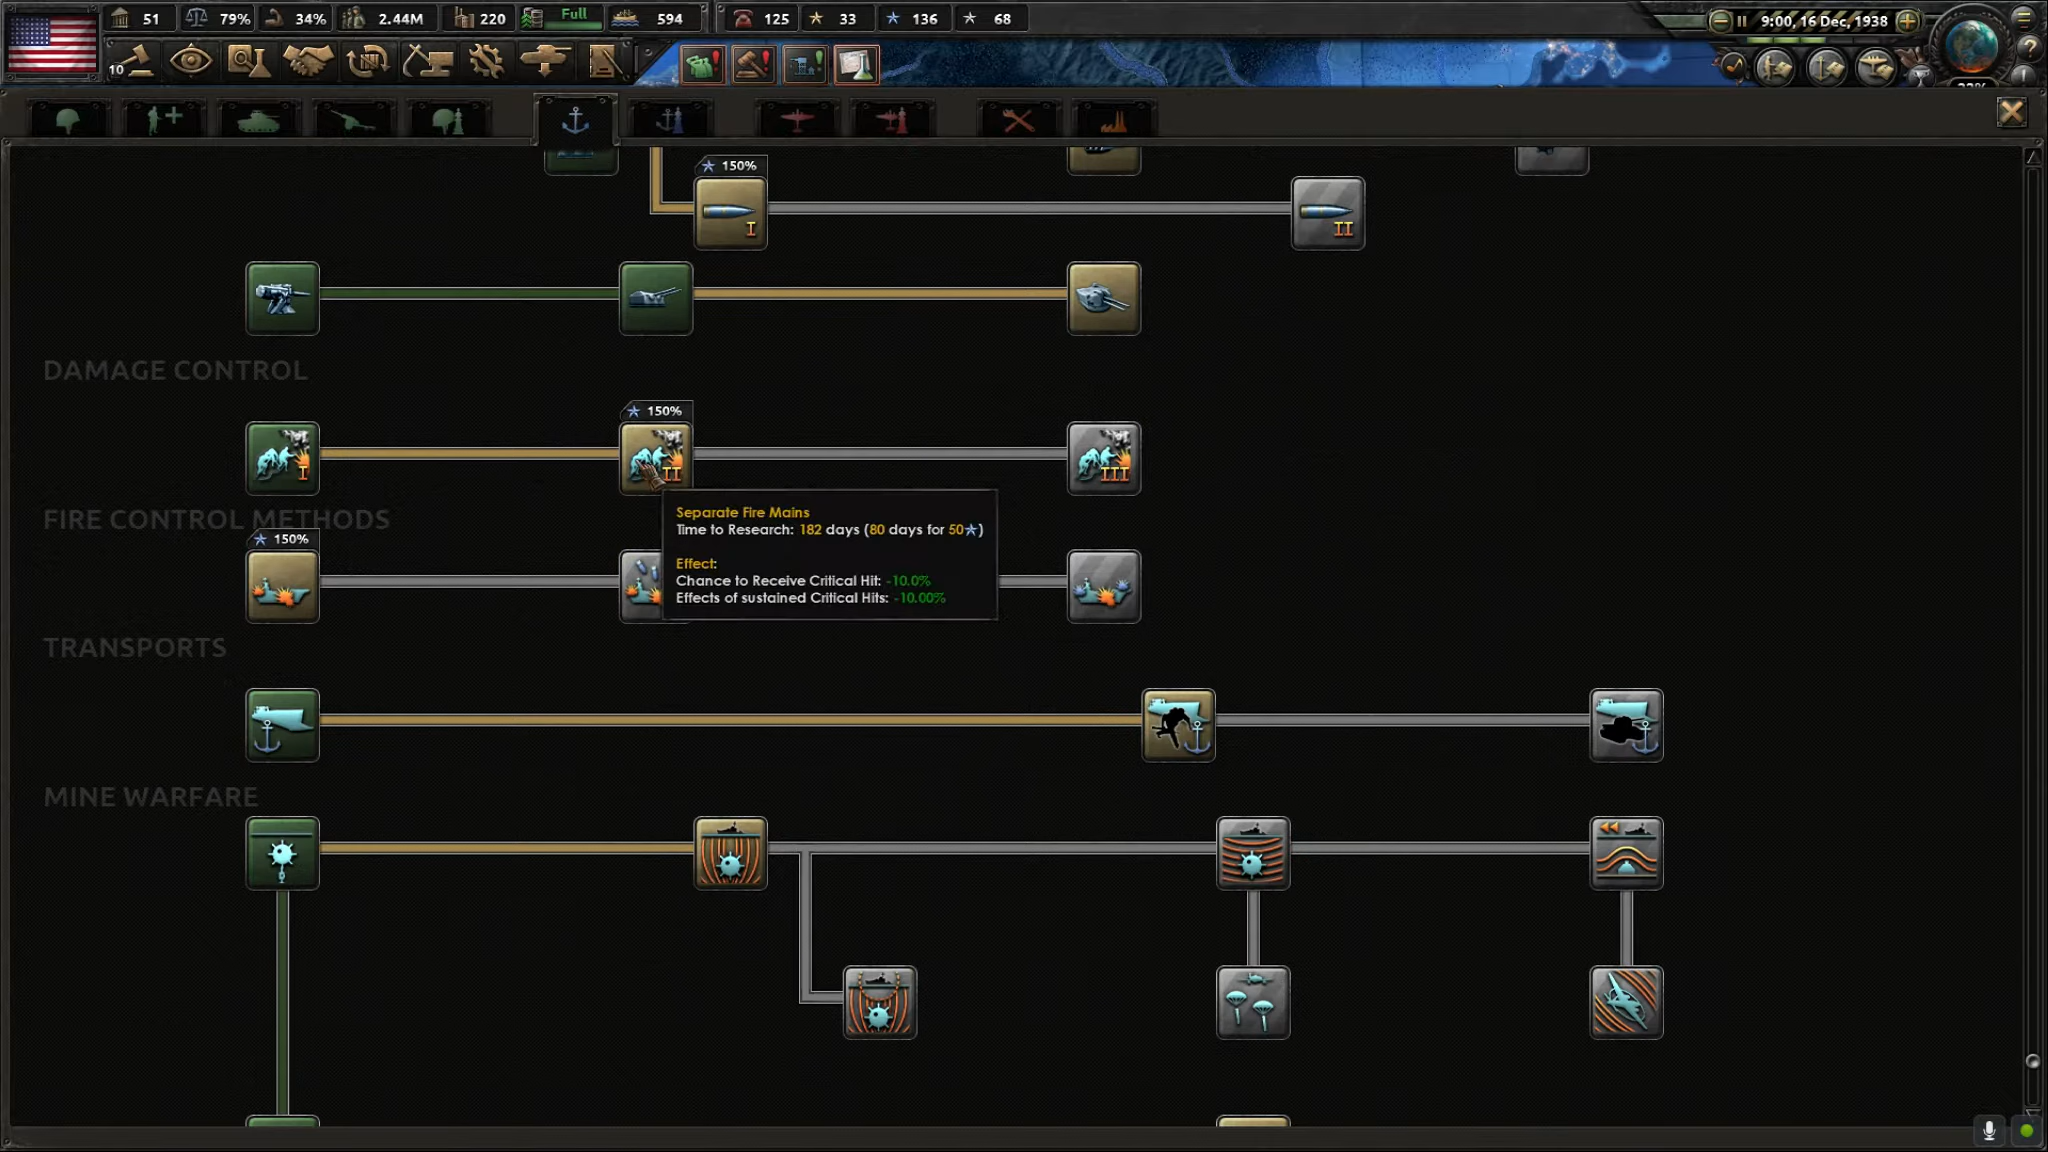 51
79%
34%
2.44M
220
Full
594
125
33
136
68
9:00, 16 Dec, 1938
10
150%
I
II
DAMAGE CONTROL
150%
I
II
III
FIRE CONTROL METHODS
150%
Separate Fire Mains
Time to Research: 182 days (80 days for 50★)
Effect:
Chance to Receive Critical Hit: -10.0%
Effects of sustained Critical Hits: -10.00%
TRANSPORTS
MINE WARFARE